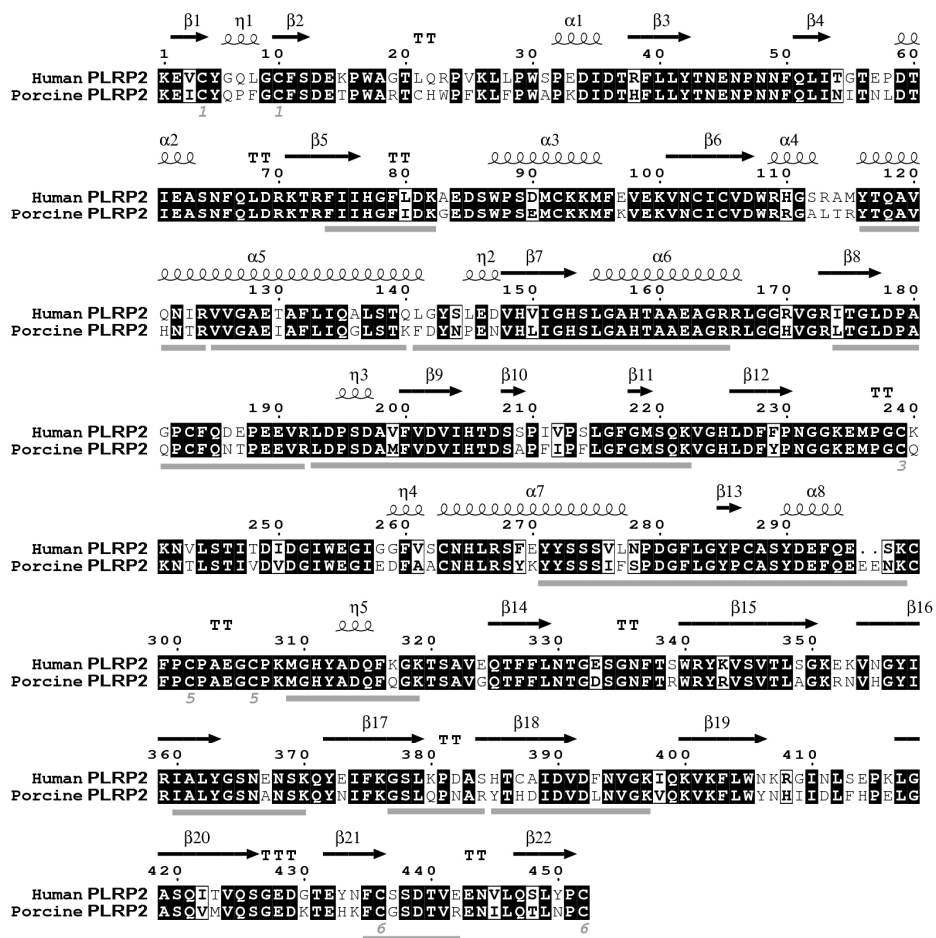 β1 η1 β2 TT α1 β3 β4
1 10 20 30 40 50 60
Human PLRP2 KEVCYGQLGCFSDEKPWAGTLQRPVKLLPWSPEDIDTRFLLYTNENPNNFQLITGTEPDT
Porcine PLRP2 KEICYQPFGCFSDETPWARTCHWPFKLFPWAPKDIDTHFLLYTNENPNNFQLINITNLDT
1 1
α2 TT β5 TT α3 β6 α4
70 80 90 100 110 120
Human PLRP2 IEASNFQLDRKTRFIIHGFLDKAEDSWPSDMCKKMFEVEKVNCICVDWRHGSRAMYTQAV
Porcine PLRP2 IEASNFQLDRKTRFIIHGFIDKGEDSWPSEMCKKMFKVEKVNCICVDWRRGALTRYTQAV
α5 η2 β7 α6 β8
130 140 150 160 170 180
Human PLRP2 QNIRVVGAETAFLIQALSTQLGYSLEDVHVIGHSLGAHTAAEAGRRLGGRVGRITGLDPA
Porcine PLRP2 HNTRVVGAEIAFLIQGLSTKFDYNPENVHLIGHSLGAHTAAEAGRRLGGHVGRLTGLDPA
η3 β9 β10 β11 β12 TT
190 200 210 220 230 240
Human PLRP2 GPCFQDEPEEVRLDPSDAVFVDVIHTDSSPIVPSLGFGMSQKVGHLDFFPNGGKEMPGCK
Porcine PLRP2 QPCFQNTPEEVRLDPSDAMFVDVIHTDSAPFIPFLGFGMSQKVGHLDFYPNGGKEMPGCQ
3
η4 α7 β13 α8
250 260 270 280 290
Human PLRP2 KNVLSTITDIDGIWEGIGGFVSCNHLRSFEYYSSSVLNPDGFLGYPCASYDEFQE..SKC
Porcine PLRP2 KNTLSTIVDVDGIWEGIEDFAACNHLRSYKYYSSSIFSPDGFLGYPCASYDEFQEEENKC
TT η5 β14 TT β15 β16
300 310 320 330 340 350
Human PLRP2 FPCPAEGCPKMGHYADQFKGKTSAVEQTFFLNTGESGNFTSWRYKVSVTLSGKEKVNGYI
Porcine PLRP2 FPCPAEGCPKMGHYADQFQGKTSAVGQTFFLNTGDSGNFTRWRYRVSVTLAGKRNVHGYI
5 5
β17 TT β18 β19
360 370 380 390 400 410
Human PLRP2 RIALYGSNENSKQYEIFKGSLKPDASHTCAIDVDFNVGKIQKVKFLWNKRGINLSEPKLG
Porcine PLRP2 RIALYGSNANSKQYNIFKGSLQPNARYTHDIDVDLNVGKVQKVKFLWYNHIIDLFHPELG
β20 TTT β21 TT β22
420 430 440 450
Human PLRP2 ASQITVQSGEDGTEYNFCSSDTVEENVLQSLYPC
Porcine PLRP2 ASQVMVQSGEDKTEHKFCGSDTVRENILQTLNPC
6 6